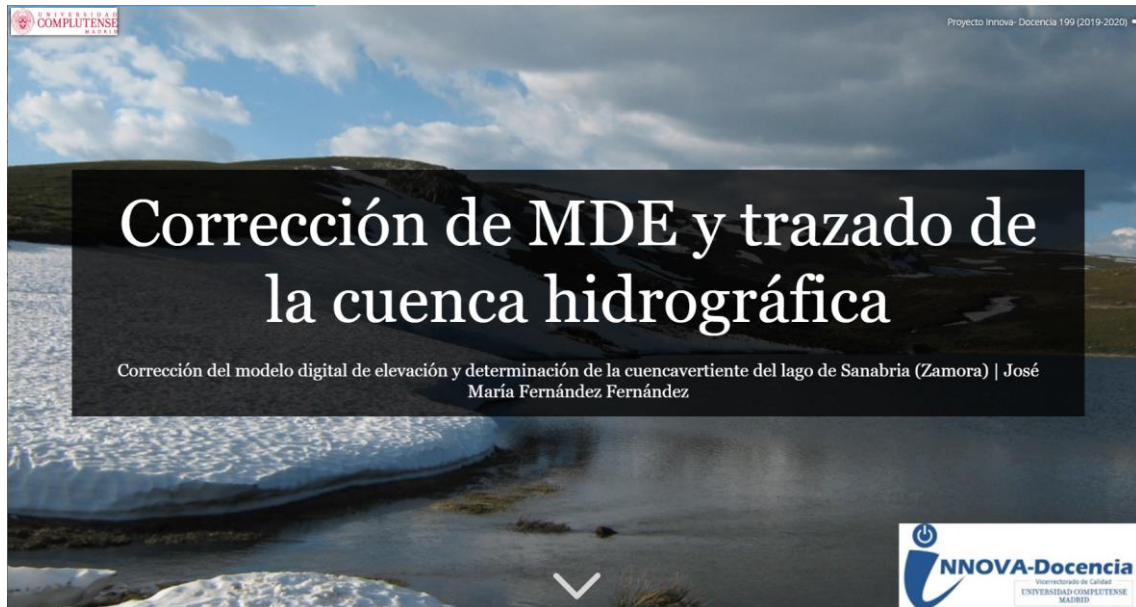 UNIVERSIDAD
COMPLUTENSE
MADRID
Proyecto Innova- Docencia 199 (2019-2020)
Corrección de MDE y trazado de
la cuenca hidrográfica
Corrección del modelo digital de elevación y determinación de la cuencavertiente del lago de Sanabria (Zamora) | José
María Fernández Fernández
iNNOVA-Docencia
Vicerrectorado de Calidad
UNIVERSIDAD COMPLUTENSE
MADRID